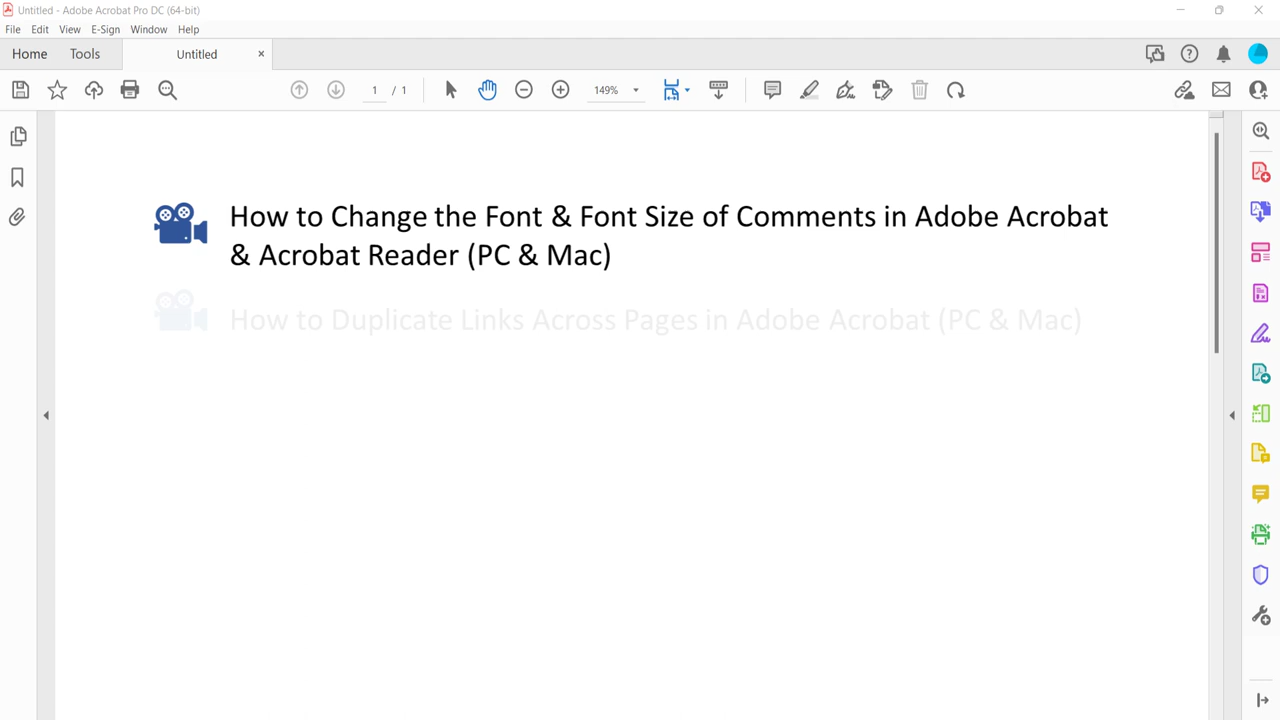 Untitled - Adobe Acrobat Pro DC (64-bit)
File Edit View E-Sign Window Help
Home Tools Untitled
1 / 1 149%
How to Change the Font & Font Size of Comments in Adobe Acrobat
& Acrobat Reader (PC & Mac)
How to Duplicate Links Across Pages in Adobe Acrobat (PC & Mac)